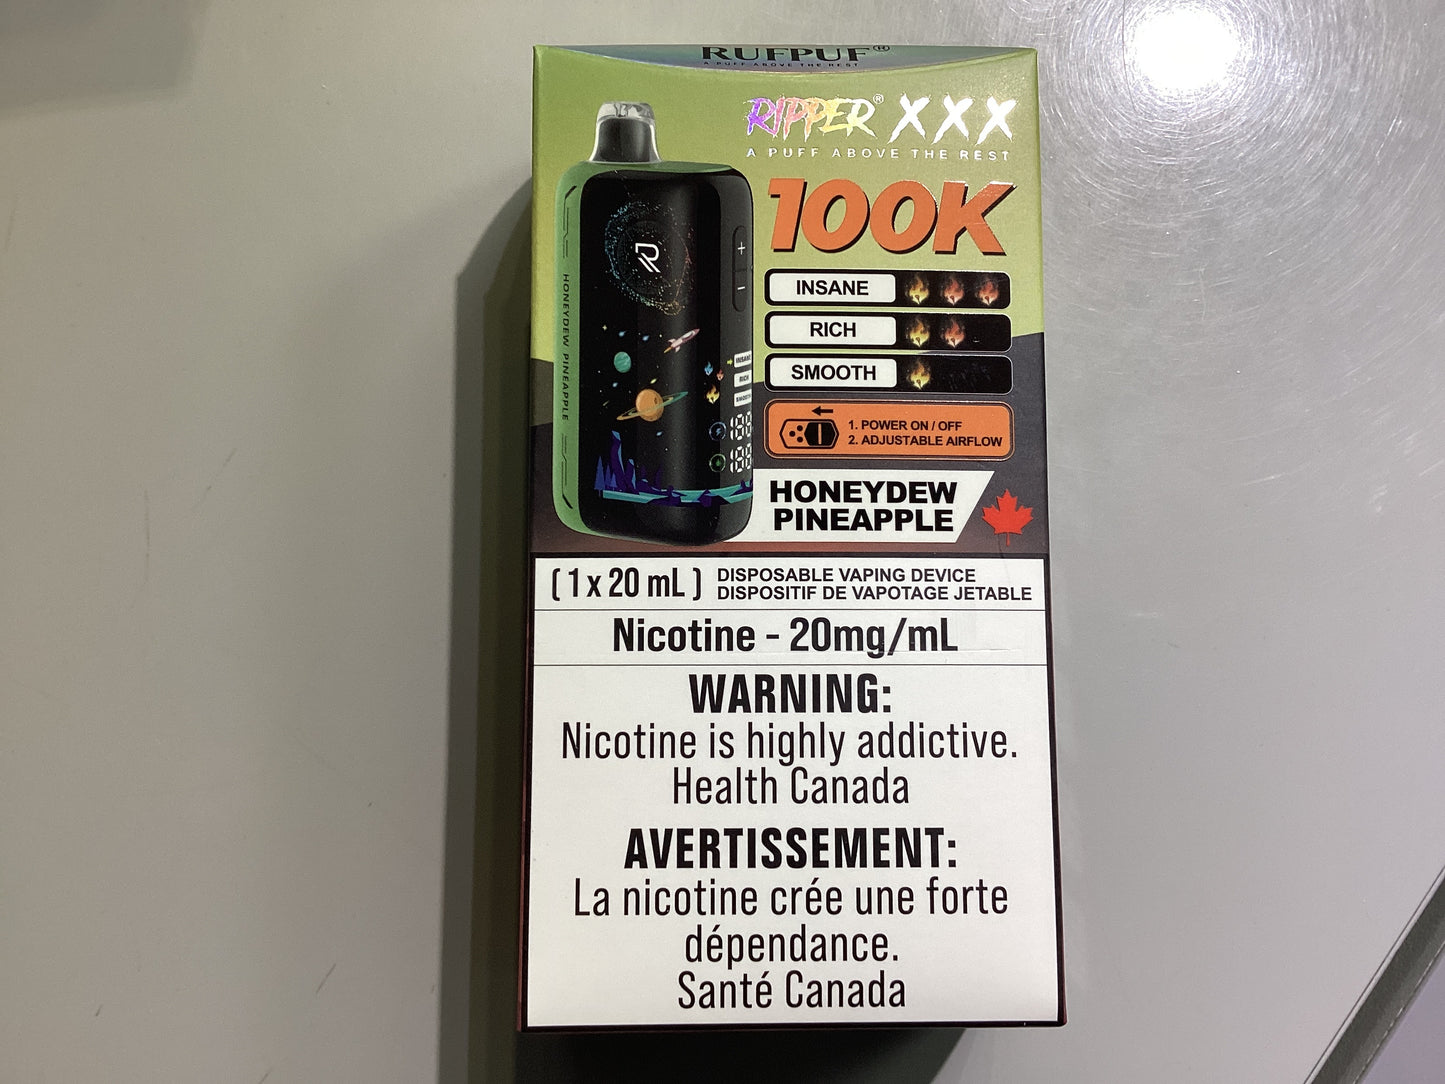 RUFPUF®
A PUFF ABOVE THE REST
RIPPER® XXX
A PUFF ABOVE THE REST
100K
INSANE
RICH
SMOOTH
1. POWER ON / OFF
2. ADJUSTABLE AIRFLOW
HONEYDEW
PINEAPPLE
R
+
-
HONEYDEW PINEAPPLE
INSANE
RICH
SMOOTH
188
188
( 1 x 20 mL )
DISPOSABLE VAPING DEVICE
DISPOSITIF DE VAPOTAGE JETABLE
Nicotine - 20mg/mL
WARNING:
Nicotine is highly addictive.
Health Canada
AVERTISSEMENT:
La nicotine crée une forte
dépendance.
Santé Canada